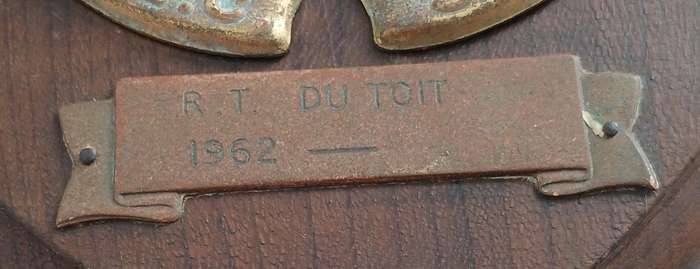 R.T. DU TOIT
1962 —